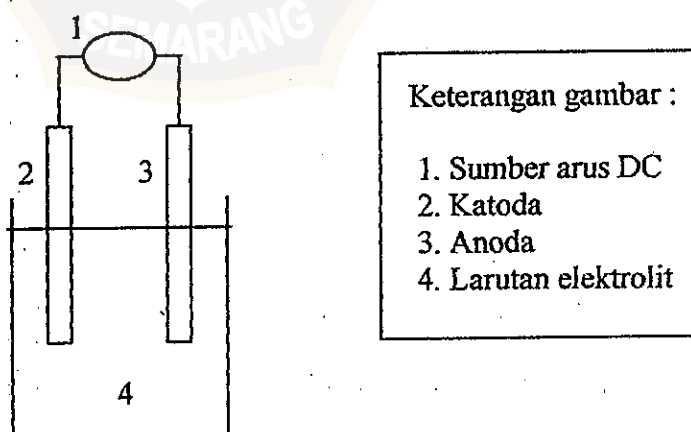 SEMARANG
1
2
3
4
Keterangan gambar :
1. Sumber arus DC
2. Katoda
3. Anoda
4. Larutan elektrolit